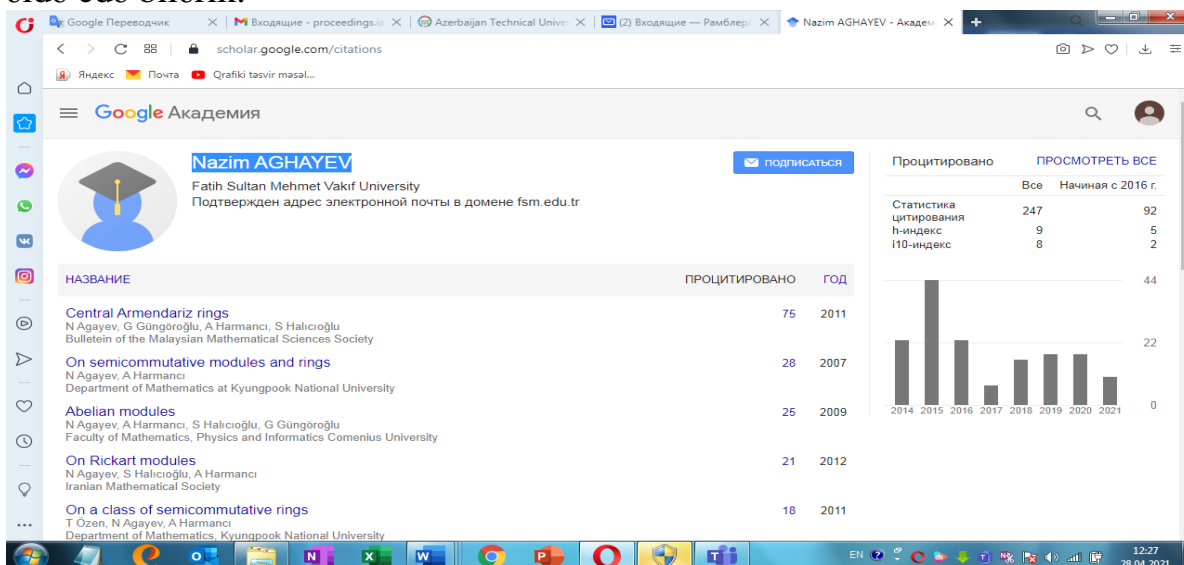 Google Переводчик
Входящие - proceedings.ia
Azerbaijan Technical Unive
(2) Входящие — Рамблер/
Nazim AGHAYEV - Академ
scholar.google.com/citations
Яндекс Почта Qrafiki təsvir məsəl...
Google Академия
Nazim AGHAYEV
ПОДПИСАТЬСЯ
Fatih Sultan Mehmet Vakıf University
Подтвержден адрес электронной почты в домене fsm.edu.tr
Процитировано ПРОСМОТРЕТЬ ВСЕ
Все Начиная с 2016 г.
Статистика
цитирования 247 92
h-индекс 9 5
i10-индекс 8 2
44
22
0
2014 2015 2016 2017 2018 2019 2020 2021
НАЗВАНИЕ ПРОЦИТИРОВАНО ГОД
Central Armendariz rings 75 2011
N Agayev, G Güngöroğlu, A Harmancı, S Halıcıoğlu
Bulletein of the Malaysian Mathematical Sciences Society
On semicommutative modules and rings 28 2007
N Agayev, A Harmancı
Department of Mathematics at Kyungpook National University
Abelian modules 25 2009
N Agayev, A Harmancı, S Halıcıoğlu, G Güngöroğlu
Faculty of Mathematics, Physics and Informatics Comenius University
On Rickart modules 21 2012
N Agayev, S Halıcıoğlu, A Harmancı
Iranian Mathematical Society
On a class of semicommutative rings 18 2011
T Özen, N Agayev, A Harmancı
Department of Mathematics, Kyungpook National University
EN 12:27
28.04.2021